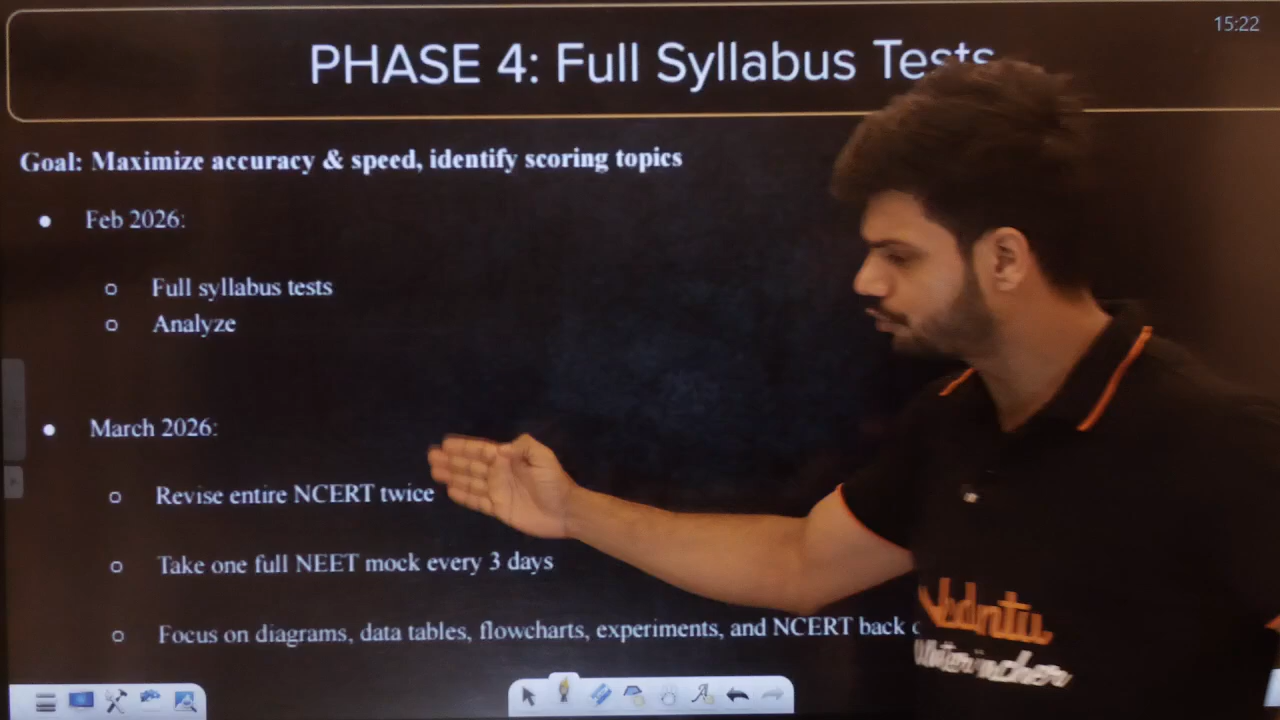 15:22
PHASE 4: Full Syllabus Tests
Goal: Maximize accuracy & speed, identify scoring topics
Feb 2026:
Full syllabus tests
Analyze
March 2026:
Revise entire NCERT twice
Take one full NEET mock every 3 days
Focus on diagrams, data tables, flowcharts, experiments, and NCERT back
Vedantu